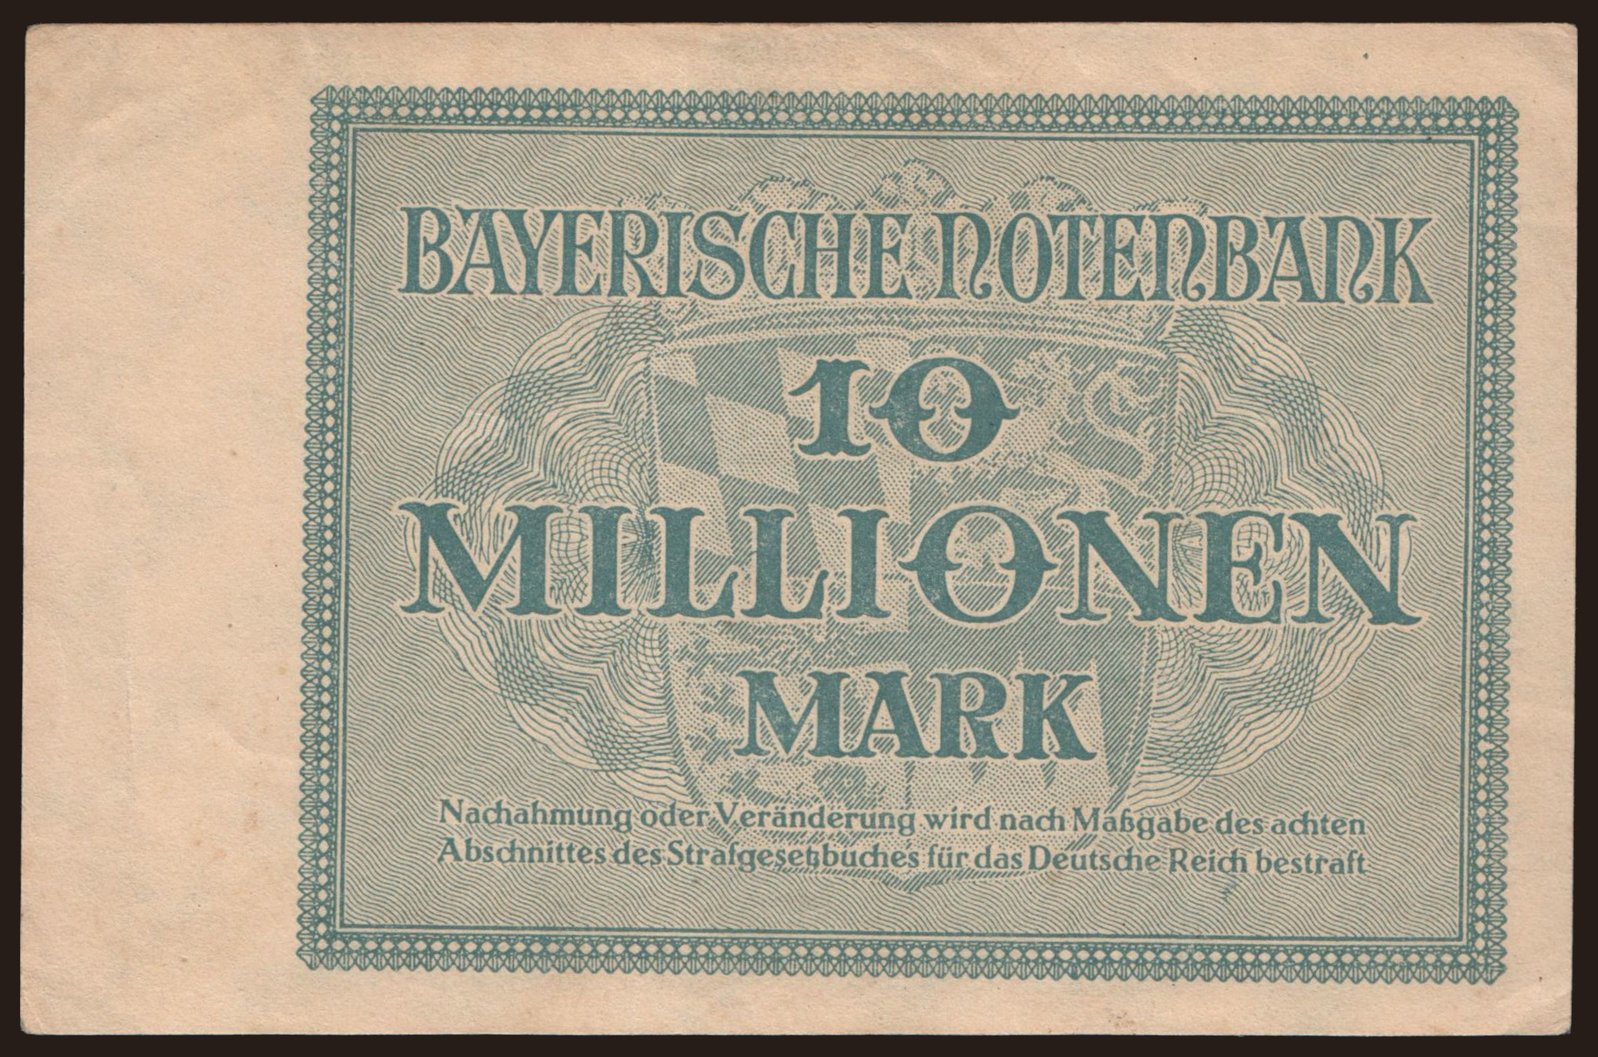 BAYERISCHE NOTENBANK
10
MILLIONEN
MARK
Nachahmung oder Veränderung wird nach Maßgabe des achten
Abschnittes des Strafgesetzbuches für das Deutsche Reich bestraft